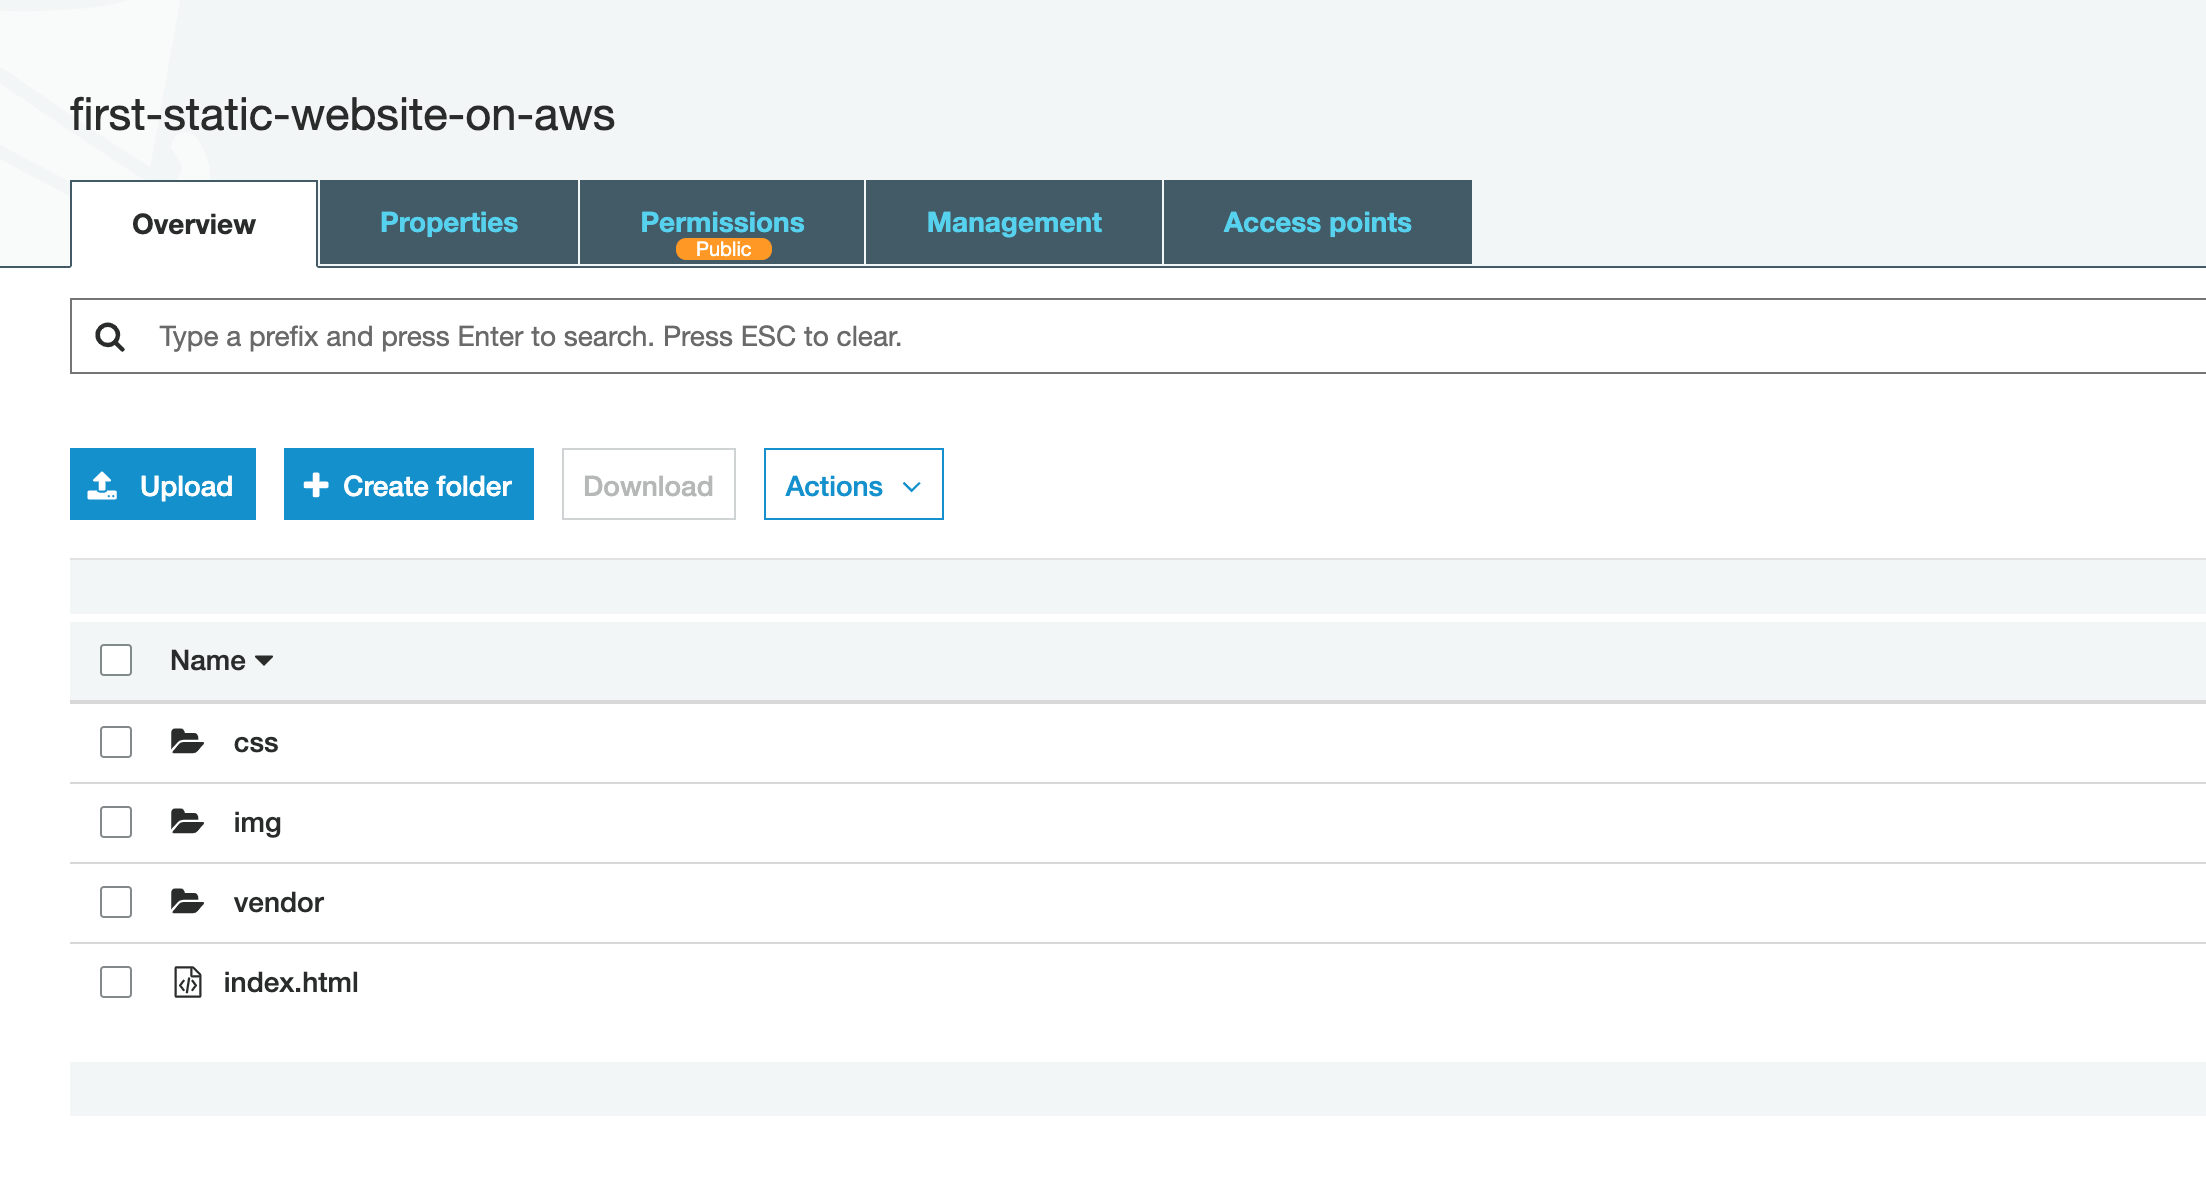 first-static-website-on-aws
Overview Properties Permissions Management Access points
Public
Type a prefix and press Enter to search. Press ESC to clear.
Upload Create folder Download Actions
Name
css
img
vendor
index.html